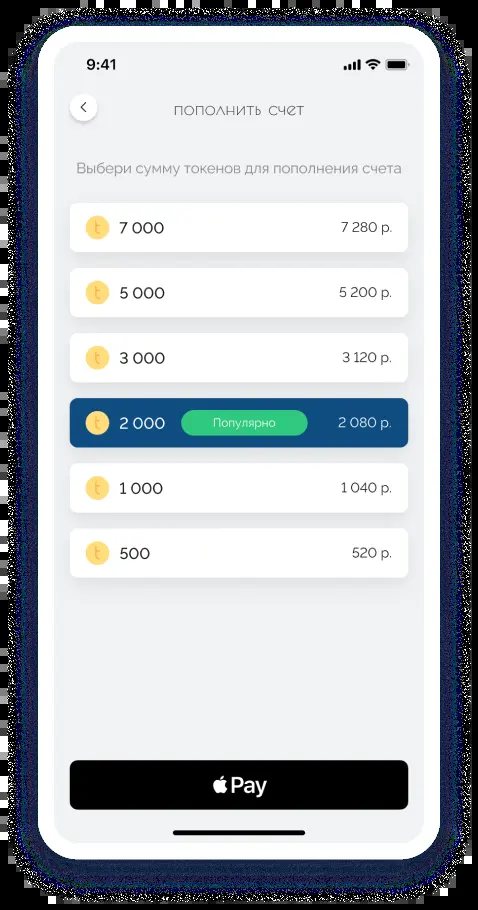 9:41
пополнить счет
Выбери сумму токенов для пополнения счета
t 7 000 7 280 р.
t 5 000 5 200 р.
t 3 000 3 120 р.
t 2 000 Популярно 2 080 р.
t 1 000 1 040 р.
t 500 520 р.
Pay